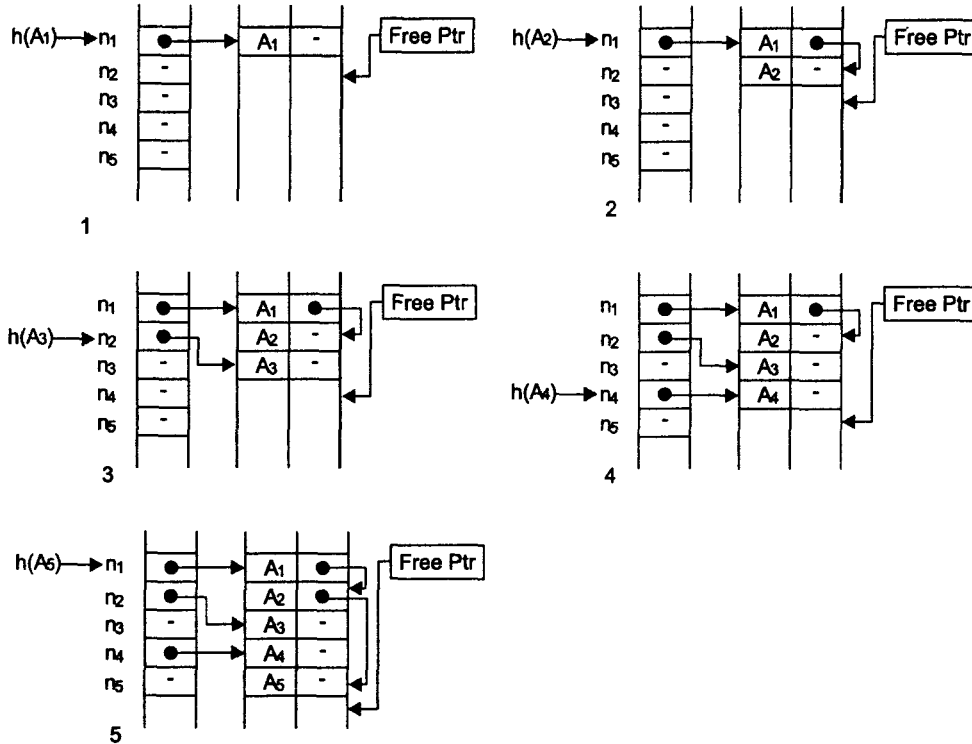 h(A₁) n₁ A₁ - Free Ptr
n₂ -
n₃ -
n₄ -
n₅ -
1
h(A₂) n₁ A₁ Free Ptr
n₂ - A₂ -
n₃ -
n₄ -
n₅ -
2
n₁ A₁ Free Ptr
h(A₃) n₂ A₂ -
n₃ - A₃ -
n₄ -
n₅ -
3
n₁ A₁ Free Ptr
n₂ A₂ -
n₃ - A₃ -
h(A₄) n₄ A₄ -
n₅ -
4
h(A₅) n₁ A₁ Free Ptr
n₂ A₂
n₃ - A₃ -
n₄ A₄ -
n₅ - A₅ -
5